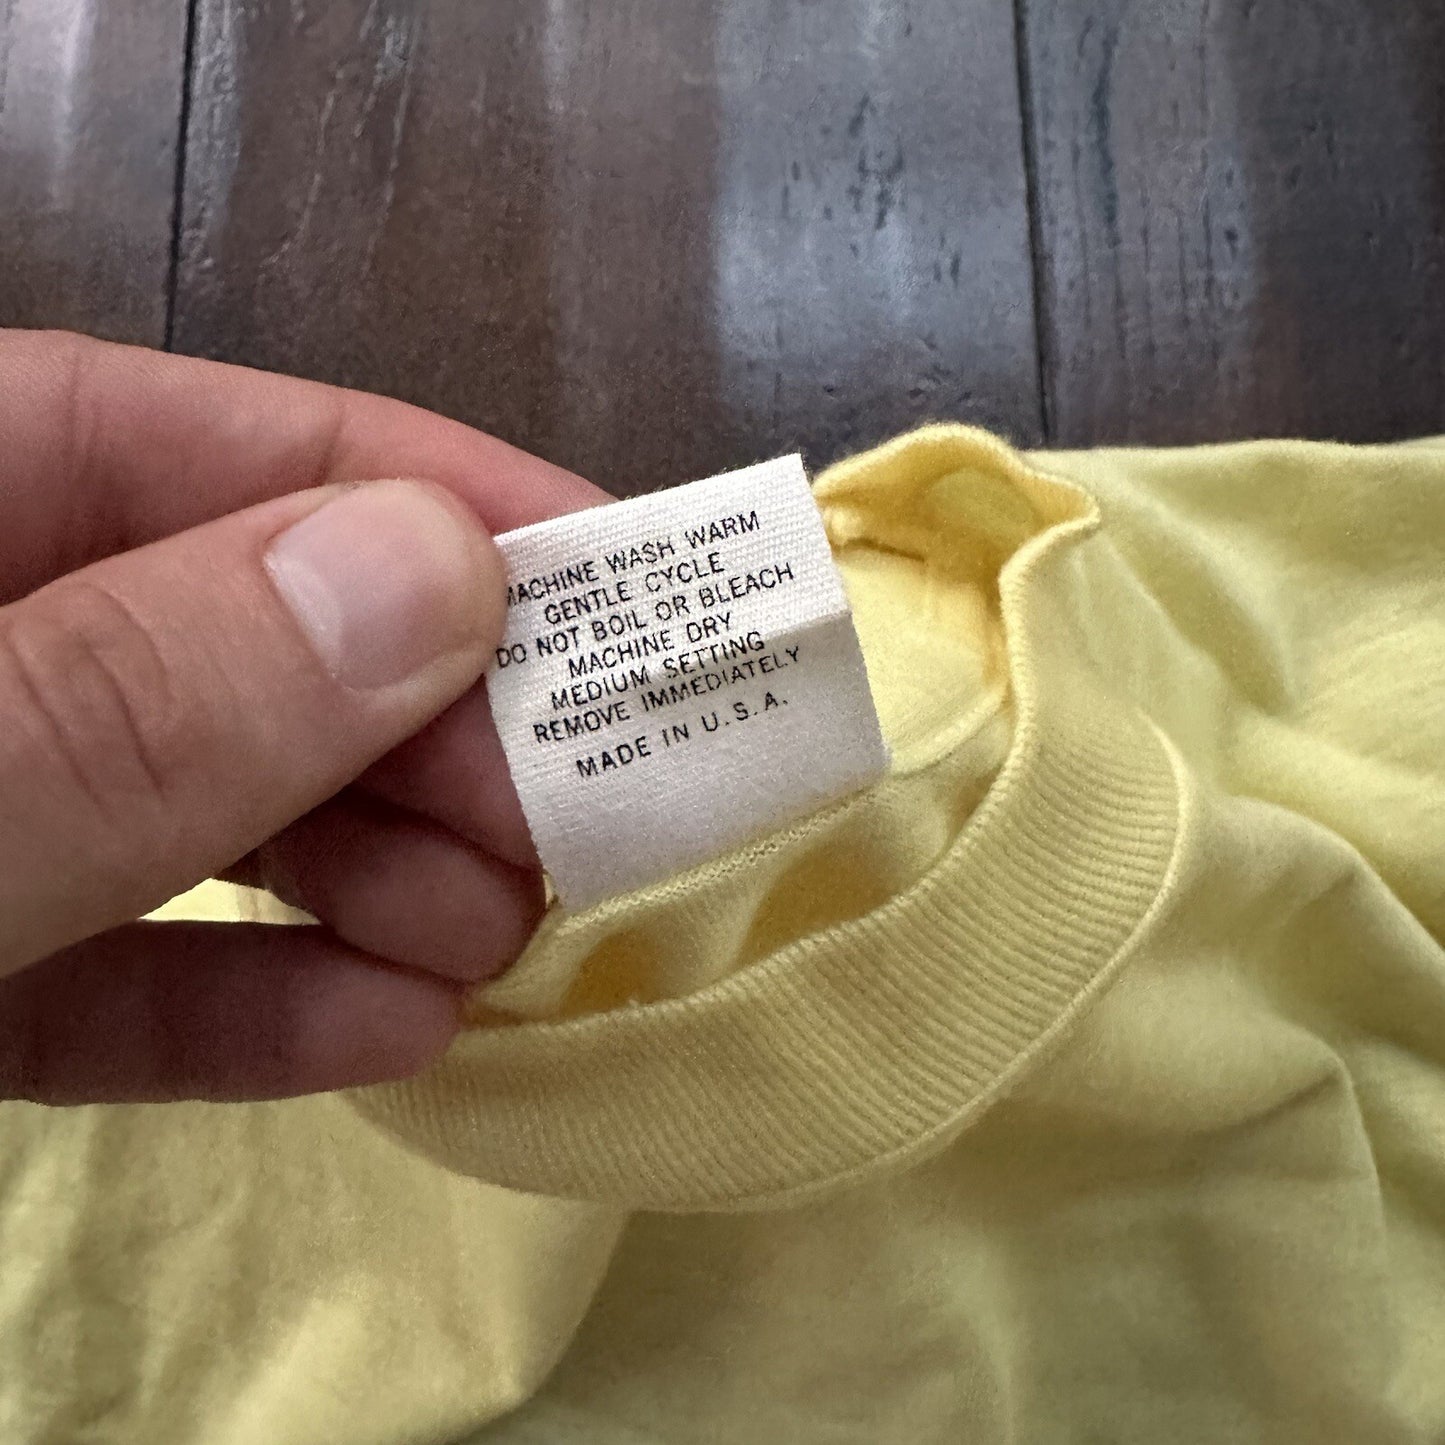 MACHINE WASH WARM
GENTLE CYCLE
DO NOT BOIL OR BLEACH
MACHINE DRY
MEDIUM SETTING
REMOVE IMMEDIATELY
MADE IN U.S.A.